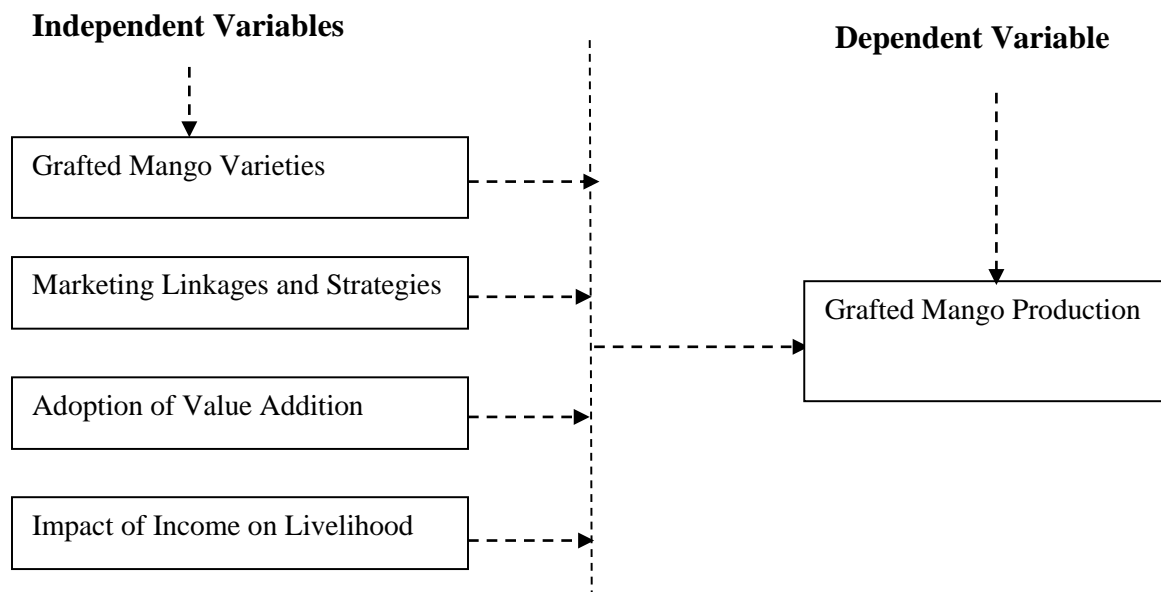 Independent Variables
Dependent Variable
Grafted Mango Varieties
Marketing Linkages and Strategies
Grafted Mango Production
Adoption of Value Addition
Impact of Income on Livelihood